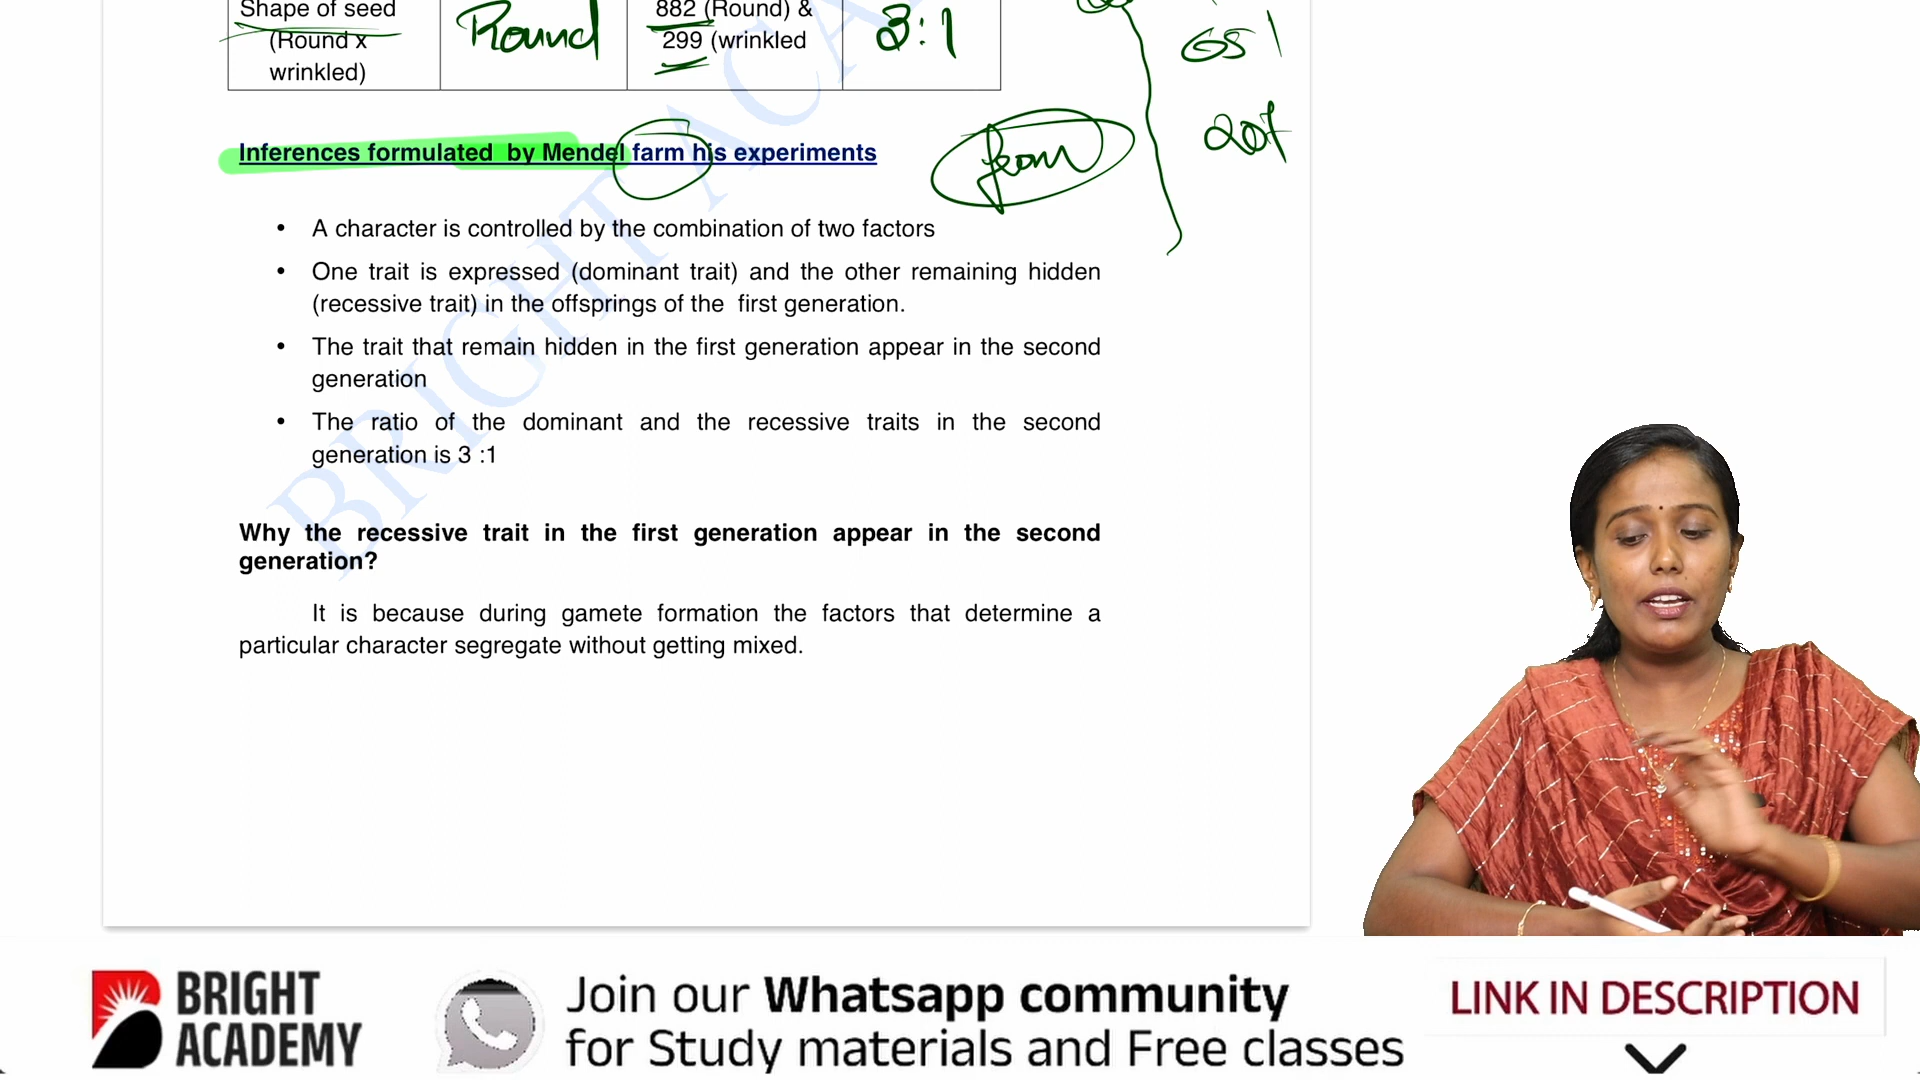 Shape of seed
(Round x
wrinkled)
Round
882 (Round) &
299 (wrinkled
3:1
651
207
Inferences formulated by Mendel farm his experiments
from
• A character is controlled by the combination of two factors
• One trait is expressed (dominant trait) and the other remaining hidden
(recessive trait) in the offsprings of the first generation.
• The trait that remain hidden in the first generation appear in the second
generation
• The ratio of the dominant and the recessive traits in the second
generation is 3 :1
Why the recessive trait in the first generation appear in the second
generation?
It is because during gamete formation the factors that determine a
particular character segregate without getting mixed.
BRIGHT ACA
BRIGHT
ACADEMY
Join our Whatsapp community
for Study materials and Free classes
LINK IN DESCRIPTION